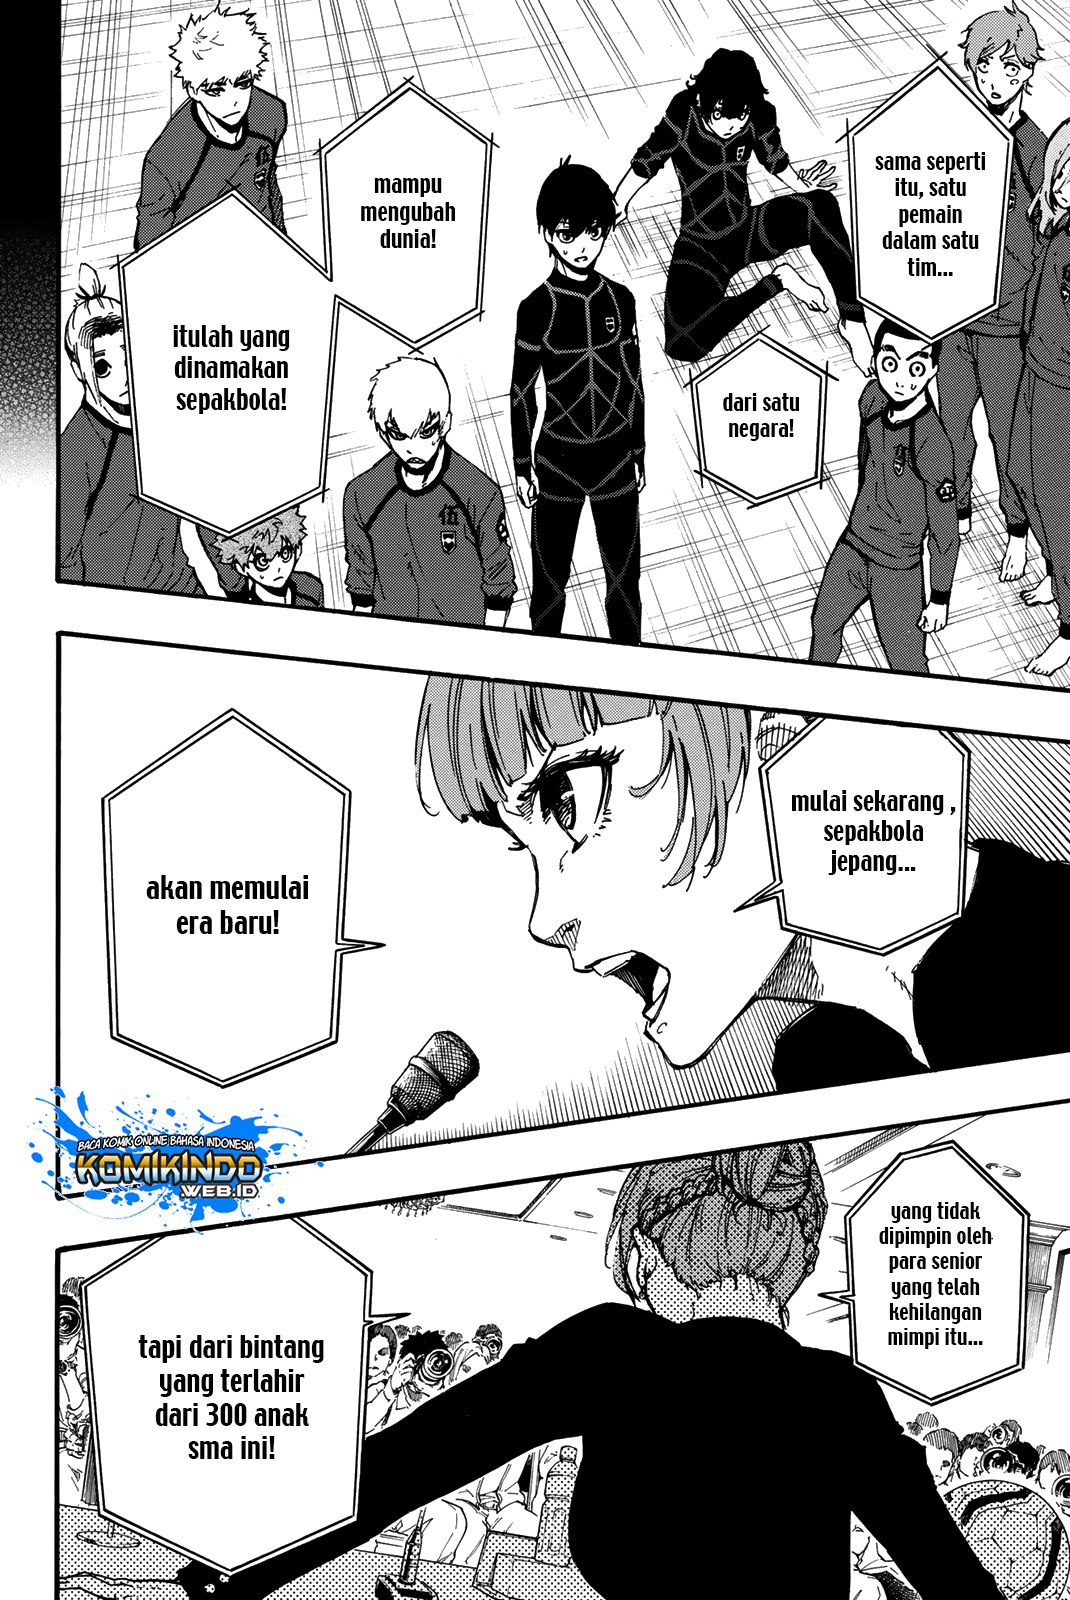 sama seperti
itu, satu
pemain
dalam satu
tim...
dari satu
negara!
mampu
mengubah
dunia!
itulah yang
dinamakan
sepakbola!
伍
伍
mulai sekarang ,
sepakbola
jepang...
akan memulai
era baru!
BACA KOMIK ONLINE BAHASA INDONESIA
KOMIKINDO
WEB.ID
yang tidak
dipimpin oleh
para senior
yang telah
kehilangan
mimpi itu...
tapi dari bintang
yang terlahir
dari 300 anak
sma ini!